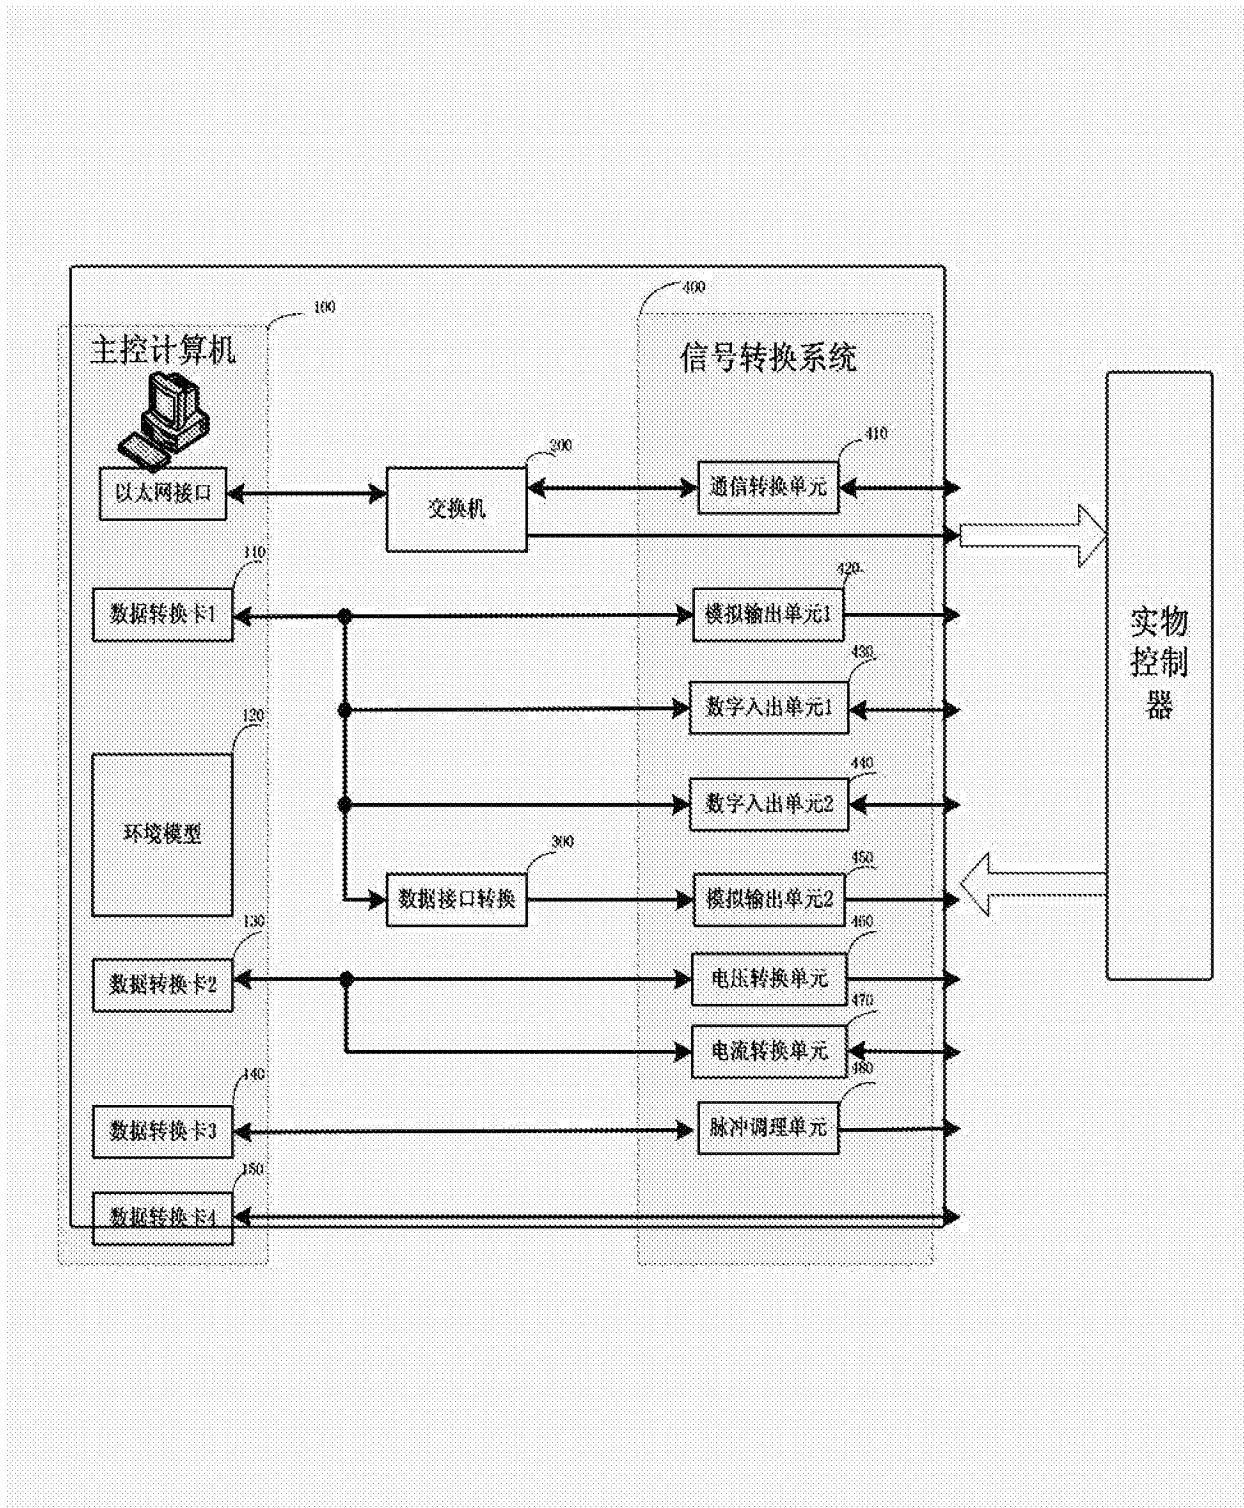 400
100
主控计算机
信号转换系统
410
200
以太网接口
交换机
通信转换单元
110
420
数据转换卡1
模拟输出单元1
实物
控制
器
430
数字入出单元1
120
440
数字入出单元2
环境模型
300
450
数据接口转换
模拟输出单元2
130
460
数据转换卡2
电压转换单元
470
电流转换单元
480
140
数据转换卡3
脉冲调理单元
150
数据转换卡4